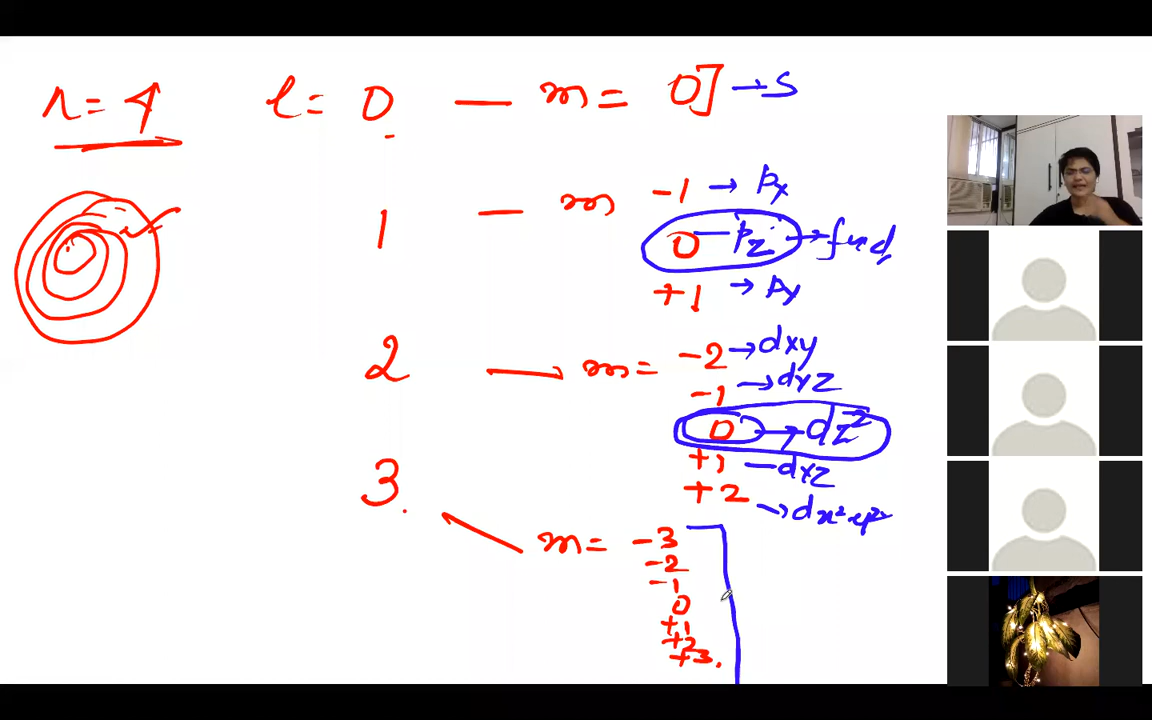 n = 4 l = 0 — m = 0] → s
1 — m -1 → px
0 — pz → fixed
+1 → py
2 → m = -2 → dxy
-1 → dyz
0 → dz²
+1 — dxz
+2 → dx²-y²
3. m = -3
-2
-1
0
+1
+2
+3.